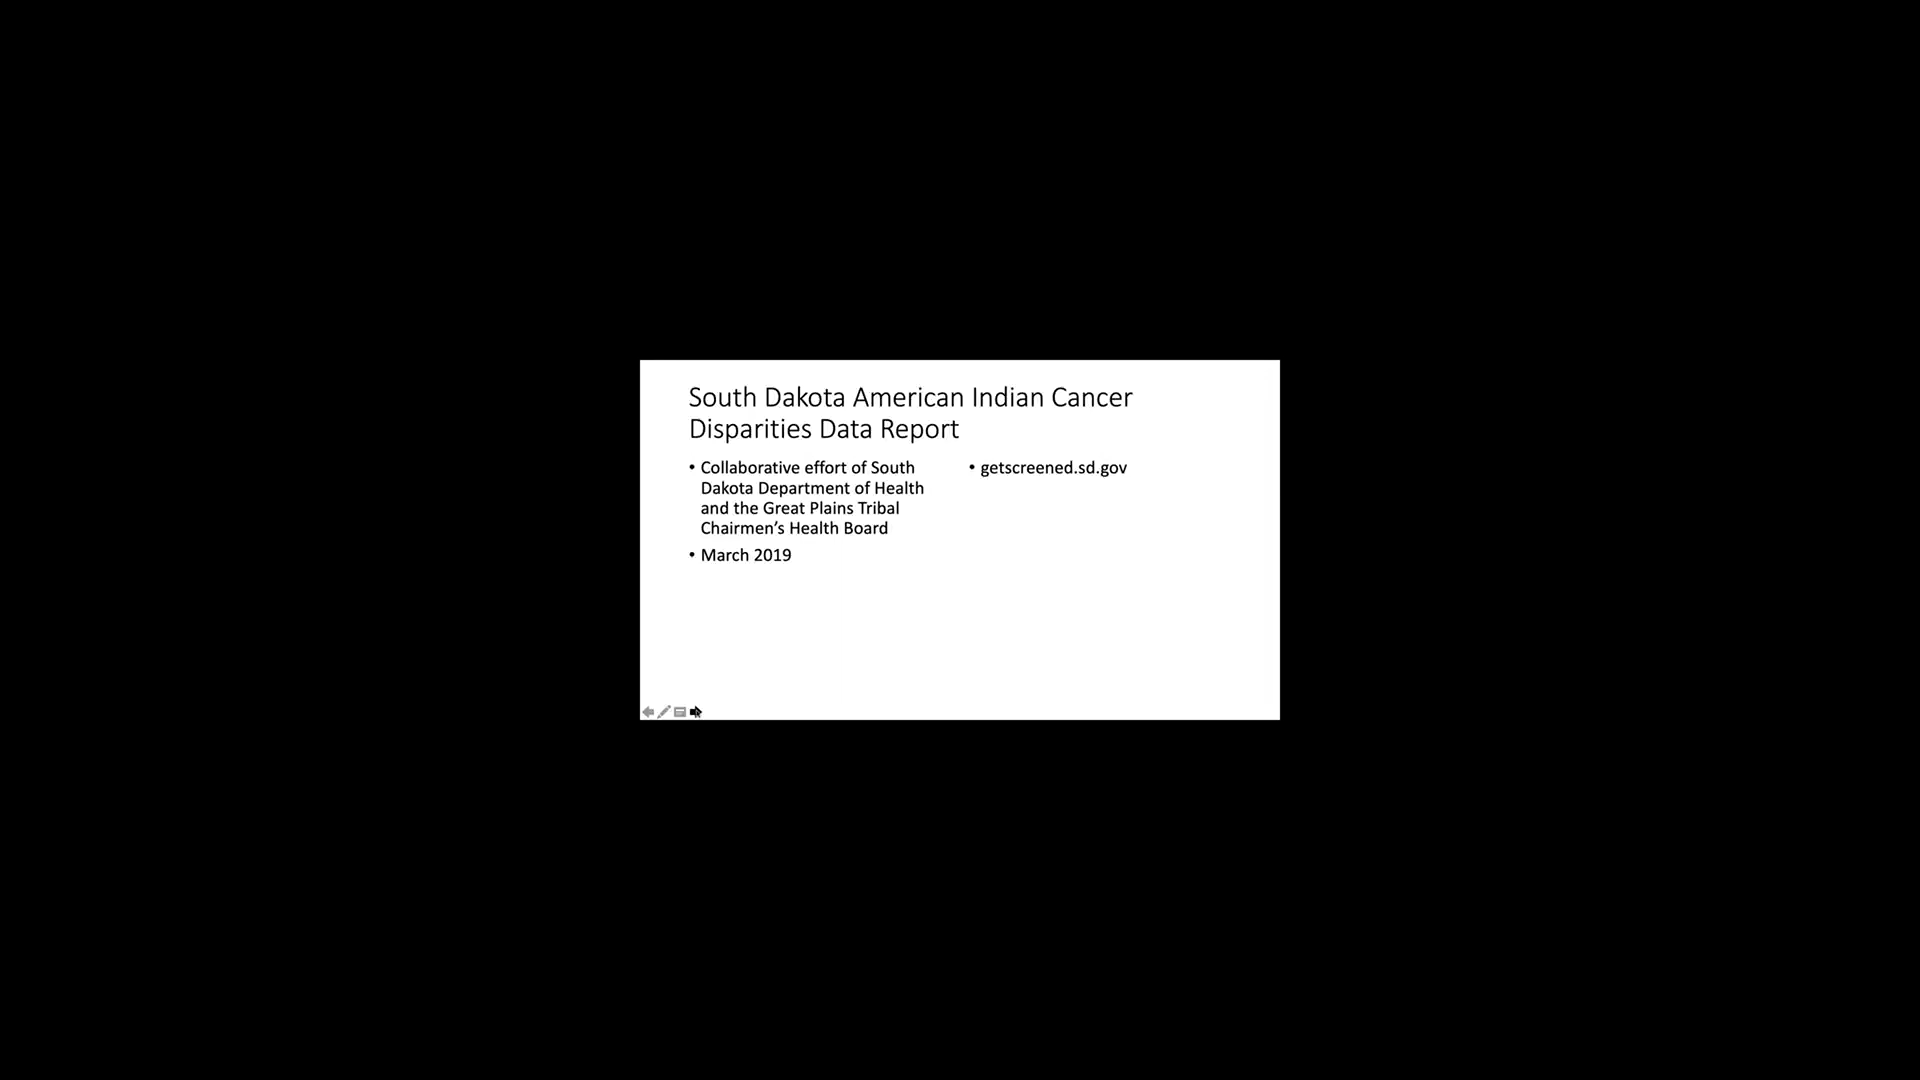 South Dakota American Indian Cancer
Disparities Data Report
• Collaborative effort of South
Dakota Department of Health
and the Great Plains Tribal
Chairmen’s Health Board
• March 2019
• getscreened.sd.gov